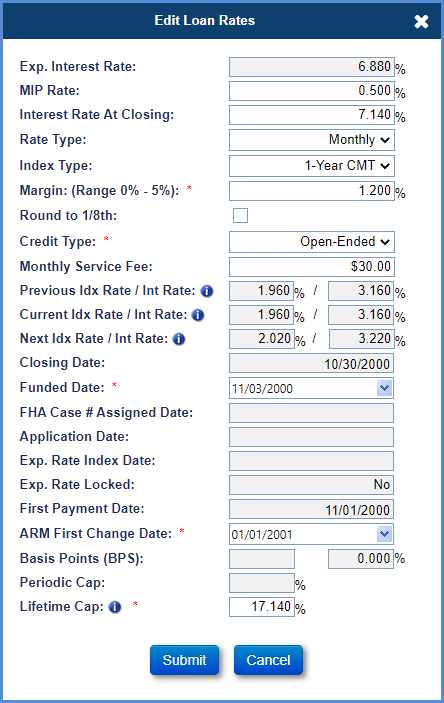 Edit Loan Rates
Exp. Interest Rate: 6.880 %
MIP Rate: 0.500 %
Interest Rate At Closing: 7.140 %
Rate Type: Monthly
Index Type: 1-Year CMT
Margin: (Range 0% - 5%): * 1.200 %
Round to 1/8th:
Credit Type: * Open-Ended
Monthly Service Fee: $30.00
Previous Idx Rate / Int Rate: i 1.960 % / 3.160 %
Current Idx Rate / Int Rate: i 1.960 % / 3.160 %
Next Idx Rate / Int Rate: i 2.020 % / 3.220 %
Closing Date: 10/30/2000
Funded Date: * 11/03/2000
FHA Case # Assigned Date:
Application Date:
Exp. Rate Index Date:
Exp. Rate Locked: No
First Payment Date: 11/01/2000
ARM First Change Date: * 01/01/2001
Basis Points (BPS): 0.000 %
Periodic Cap: %
Lifetime Cap: i * 17.140 %
Submit Cancel